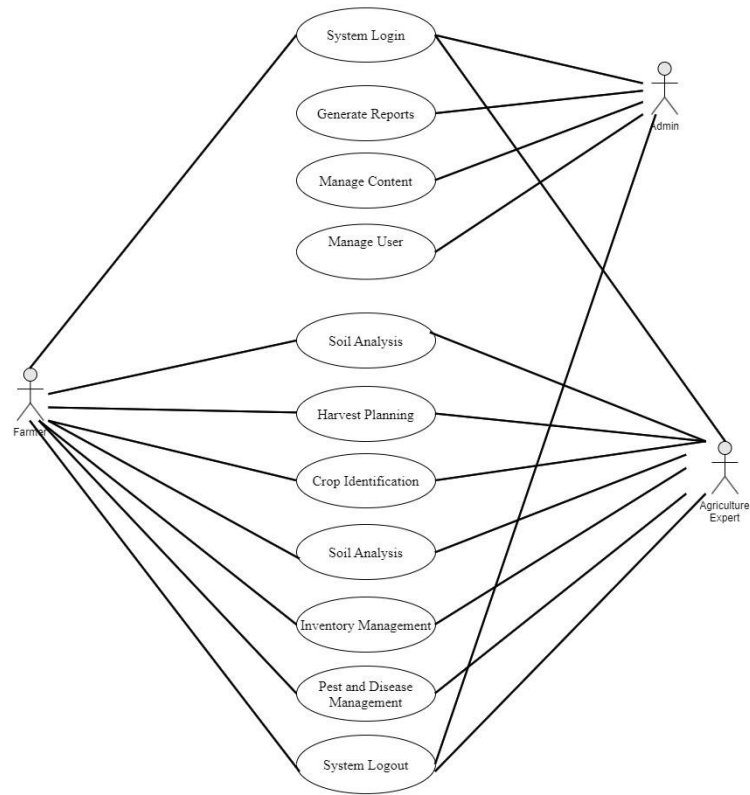 System Login
Admin
Generate Reports
Manage Content
Manage User
Soil Analysis
Farmer
Harvest Planning
Crop Identification
Agriculture
Expert
Soil Analysis
Inventory Management
Pest and Disease
Management
System Logout